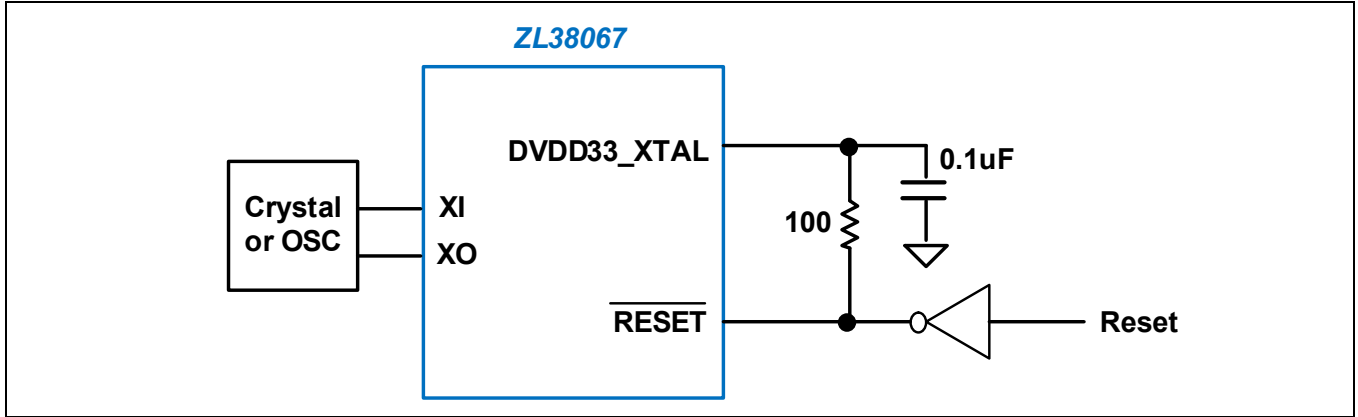 ZL38067
DVDD33_XTAL
0.1uF
Crystal
or OSC
XI
XO
100
RESET
Reset